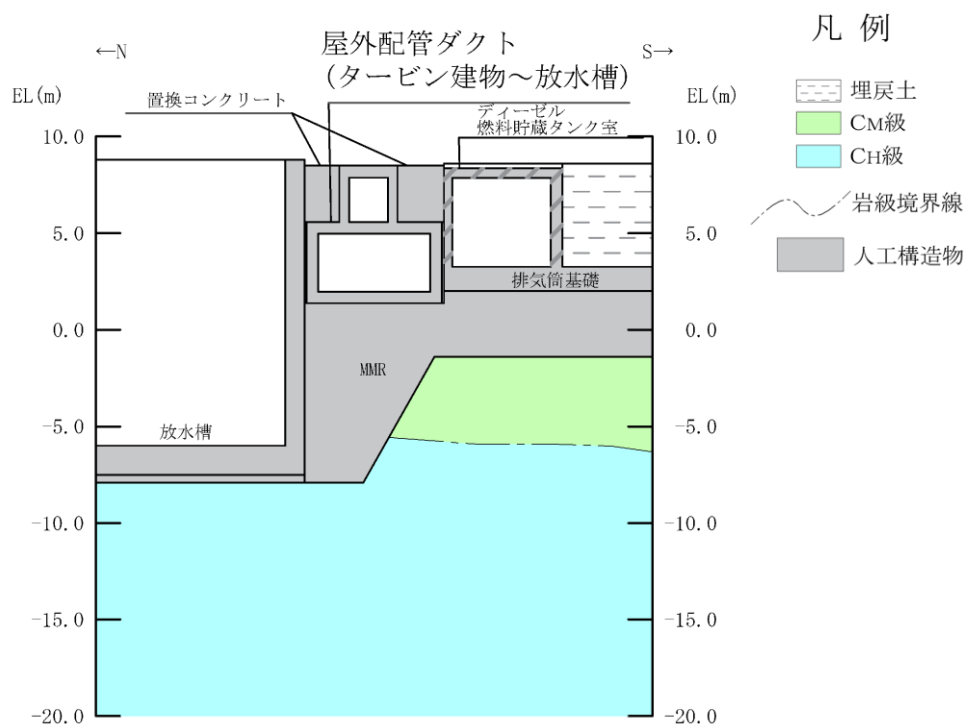 ←N
屋外配管ダクト
(タービン建物～放水槽)
S→
凡 例
EL(m)
置換コンクリート
ディーゼル
燃料貯蔵タンク室
EL(m)
埋戻土
CM級
CH級
岩級境界線
人工構造物
10.0
5.0
0.0
-5.0
-10.0
-15.0
-20.0
排気筒基礎
MMR
放水槽
10.0
5.0
0.0
-5.0
-10.0
-15.0
-20.0